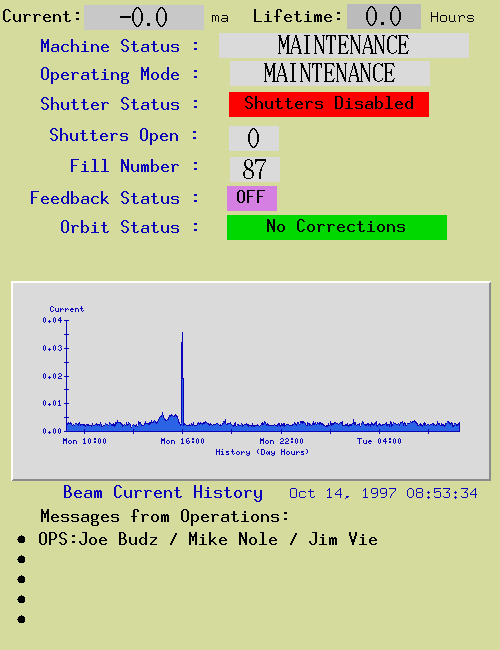 Current: -0.0 ma Lifetime: 0.0 Hours
Machine Status : MAINTENANCE
Operating Mode : MAINTENANCE
Shutter Status : Shutters Disabled
Shutters Open : 0
Fill Number : 87
Feedback Status : OFF
Orbit Status : No Corrections
Current
0.04
0.03
0.02
0.01
0.00
Mon 10:00 Mon 16:00 Mon 22:00 Tue 04:00
History (Day Hours)
Beam Current History Oct 14, 1997 08:53:34
Messages from Operations:
OPS:Joe Budz / Mike Nole / Jim Vie